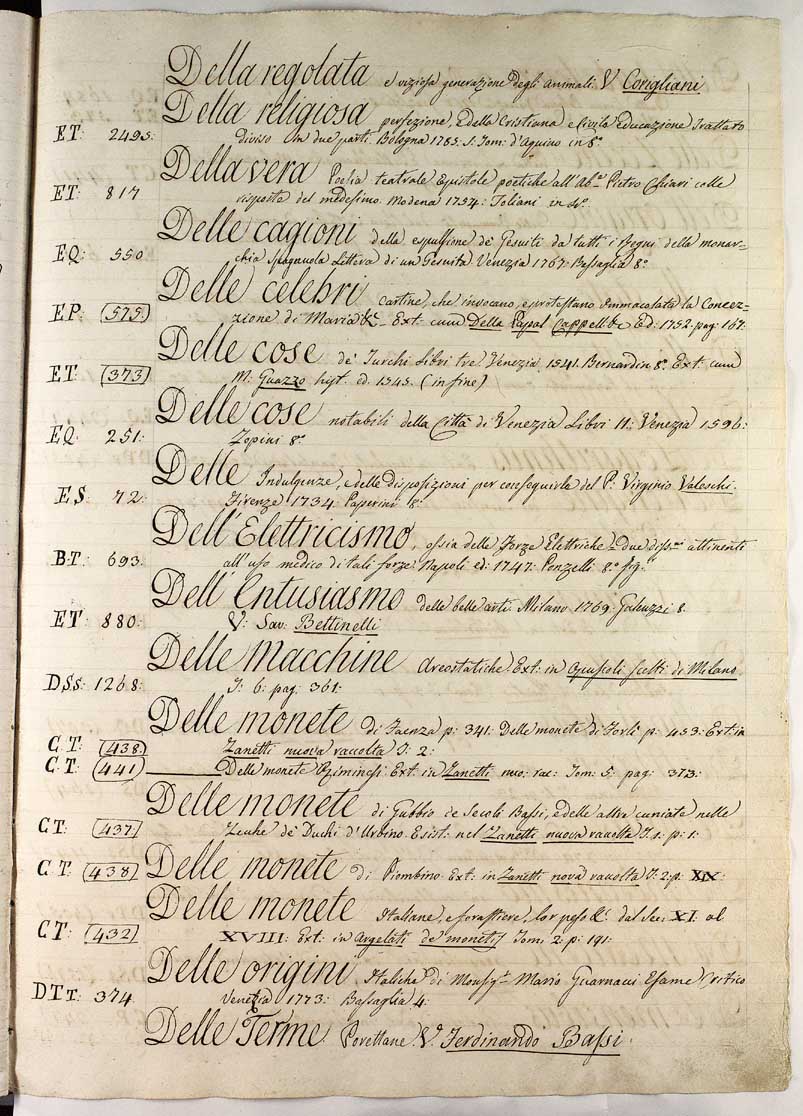 Della regolata e viziosa generazione degli animali. V. Corigliani
Della religiosa perfezione, e della Cristiana e civile educazione Trattato
ET: 2495: diviso in due parti. Bologna 1785. S. Tom: d'Aquino in 8.°
Della vera Poesia teatrale Epistole poetiche all'Ab.e Pietro Chiari colle
ET: 817 risposte del medesimo. Modena 1754: Soliani in 8.°
Delle cagioni della espulsione de' Gesuiti da tutti i Regni della monar-
EQ: 550 chia Spagnuola Lettera di un Gesuita Venezia 1767. Bassaglia 8.°
Delle celebri cartine, che invocano, e protestano Immacolata la Concez-
EP. 575: zione di Maria &c. Ext. cum Della Papal Cappella &c Ed: 1752. pag: 167:
Delle cose de' Turchi Libri tre Venezia 1541. Bernardin 8.° Ext: cum
ET 373 M. Guazzo hist. ed. 1545. (in fine)
Delle cose notabili della Città di Venezia Libri II: Venezia 1596:
EQ. 251: Zopini 8.°
Delle Indulgenze, e delle disposizioni per conseguirle del P. Virginio Valeschi.
ES. 72: Firenze 1734. Paperini 8.°
Dell'Elettricismo, ossia delle Forze Elettriche due diss.ni attinenti
B.T. 693: all'uso medico di tali forze Napoli ed: 1747: Ponzelli 8.° fig.e
Dell'Entusiasmo delle belle arti. Milano 1769. Galeazzi 8.
ET 880: V: Sav: Bettinelli
Delle Macchine Areostatiche Ext: in Opuscoli scelti di Milano.
DSs: 1268: T: 6: pag: 361:
Delle monete di Faenza p: 341. Delle monete di Forlì p: 453: Ext: in
C.T: 438. Zanetti nuova raccolta T: 2:
C.T: 441 Delle monete Riminesi Ext. in Zanetti nuo: rac: Tom: 5: pag: 373:
Delle monete di Gubbio de Secoli Bassi, e delle altre cuniate nelle
CT: 437. Zecche de' Duchi d'Urbino. Esist: nel Zanetti nuova raccolta T.1: p: 1:
C.T: 438 Delle monete di Piombino Ext: in Zanetti nova raccolta T: 2: p: XIX:
Delle monete Italiane, e forastiere, lor peso &c. dal Sec: XI. al
CT: 432 XVIII: Ext: in Argelati de' monetis Tom: 2: p: 191:
Delle origini Italiche di Monsig.r Mario Guarnacci Esame Critico
DTt: 374 Venezia 1773: Bassaglia 4:
Delle Terme Porettane V. Ferdinando Bassi.